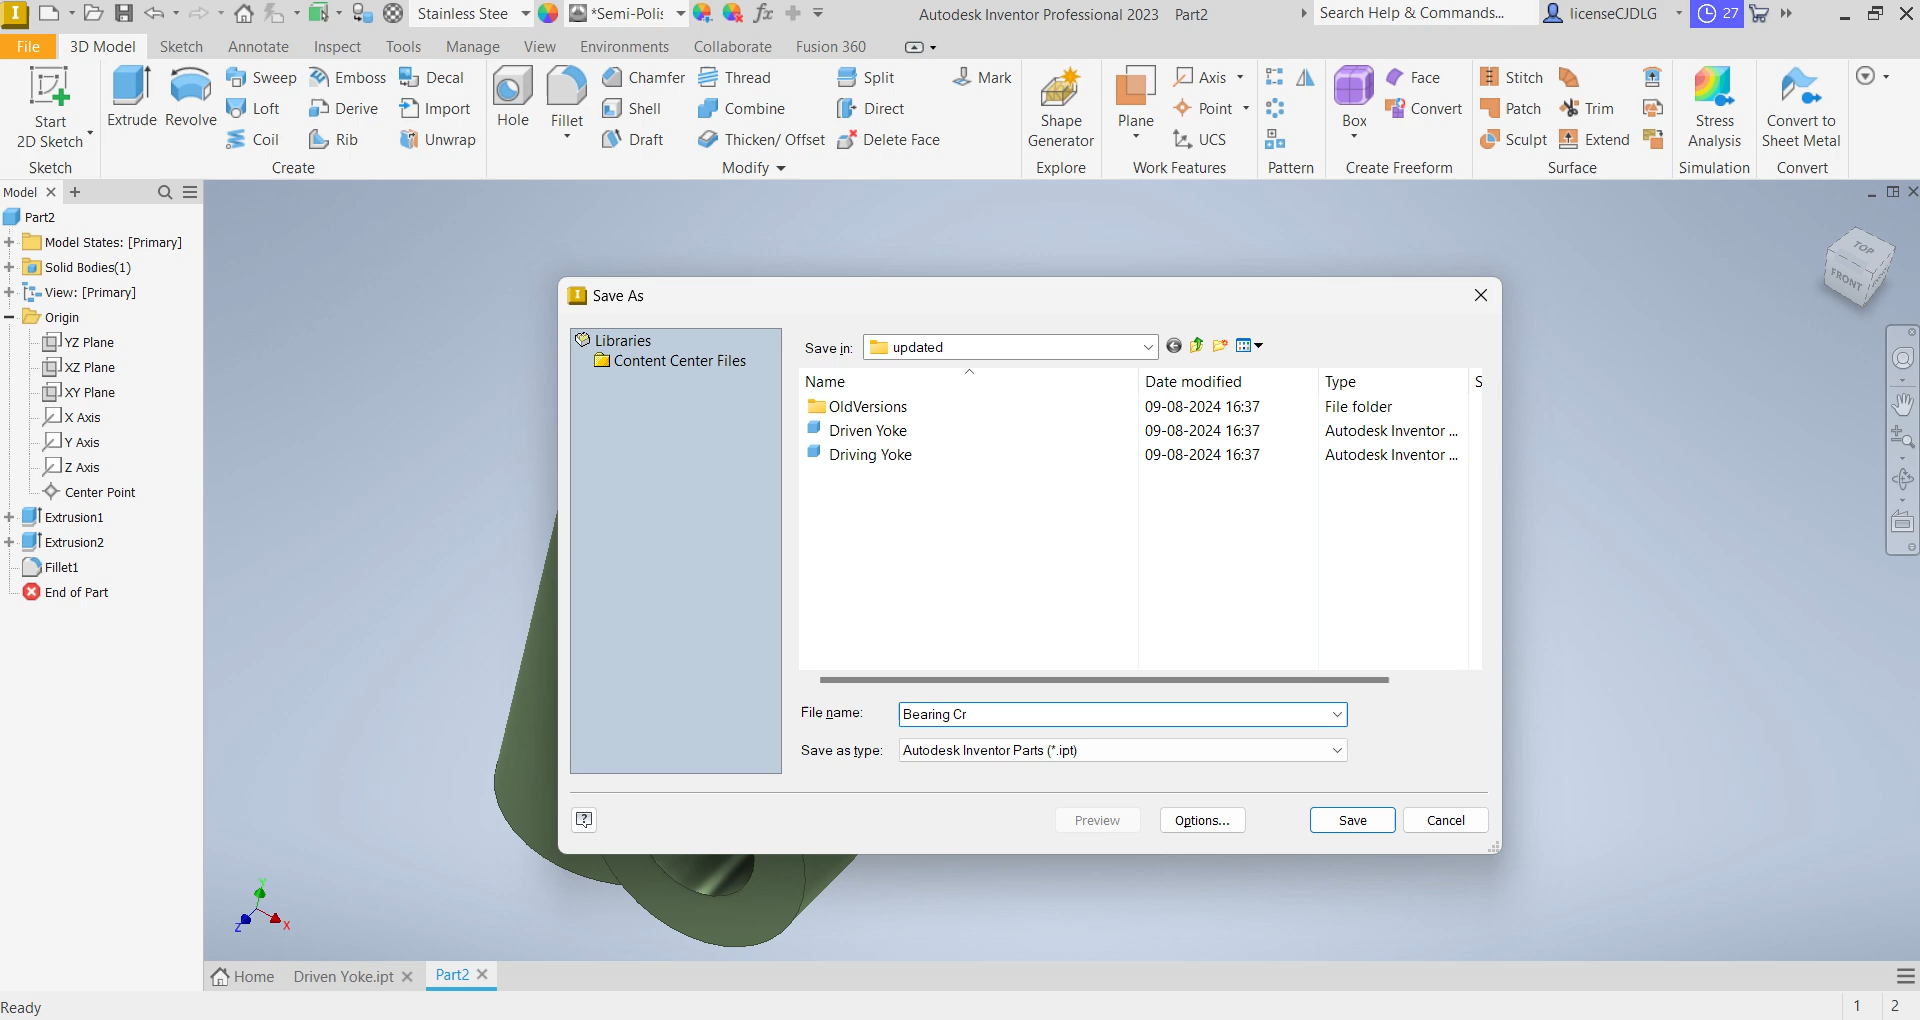 Stainless Stee
*Semi-Polis
fx
Autodesk Inventor Professional 2023 Part2
Search Help & Commands...
licenseCJDLG
27
File 3D Model Sketch Annotate Inspect Tools Manage View Environments Collaborate Fusion 360
Start
2D Sketch
Extrude
Revolve
Sweep
Loft
Coil
Emboss
Derive
Rib
Decal
Import
Unwrap
Hole
Fillet
Chamfer
Shell
Draft
Thread
Combine
Thicken/ Offset
Split
Direct
Delete Face
Mark
Shape
Generator
Plane
Axis
Point
UCS
Box
Face
Convert
Stitch
Patch
Sculpt
Trim
Extend
Stress
Analysis
Convert to
Sheet Metal
Sketch Create Modify Explore Work Features Pattern Create Freeform Surface Simulation Convert
Model
Part2
Model States: [Primary]
Solid Bodies(1)
View: [Primary]
Origin
YZ Plane
XZ Plane
XY Plane
X Axis
Y Axis
Z Axis
Center Point
Extrusion1
Extrusion2
Fillet1
End of Part
TOP
FRONT
Save As
Libraries
Content Center Files
Save in: updated
Name Date modified Type S
OldVersions 09-08-2024 16:37 File folder
Driven Yoke 09-08-2024 16:37 Autodesk Inventor ...
Driving Yoke 09-08-2024 16:37 Autodesk Inventor ...
File name: Bearing Cr
Save as type: Autodesk Inventor Parts (*.ipt)
Preview Options... Save Cancel
Y
Z
X
Home Driven Yoke.ipt Part2
Ready
1 2